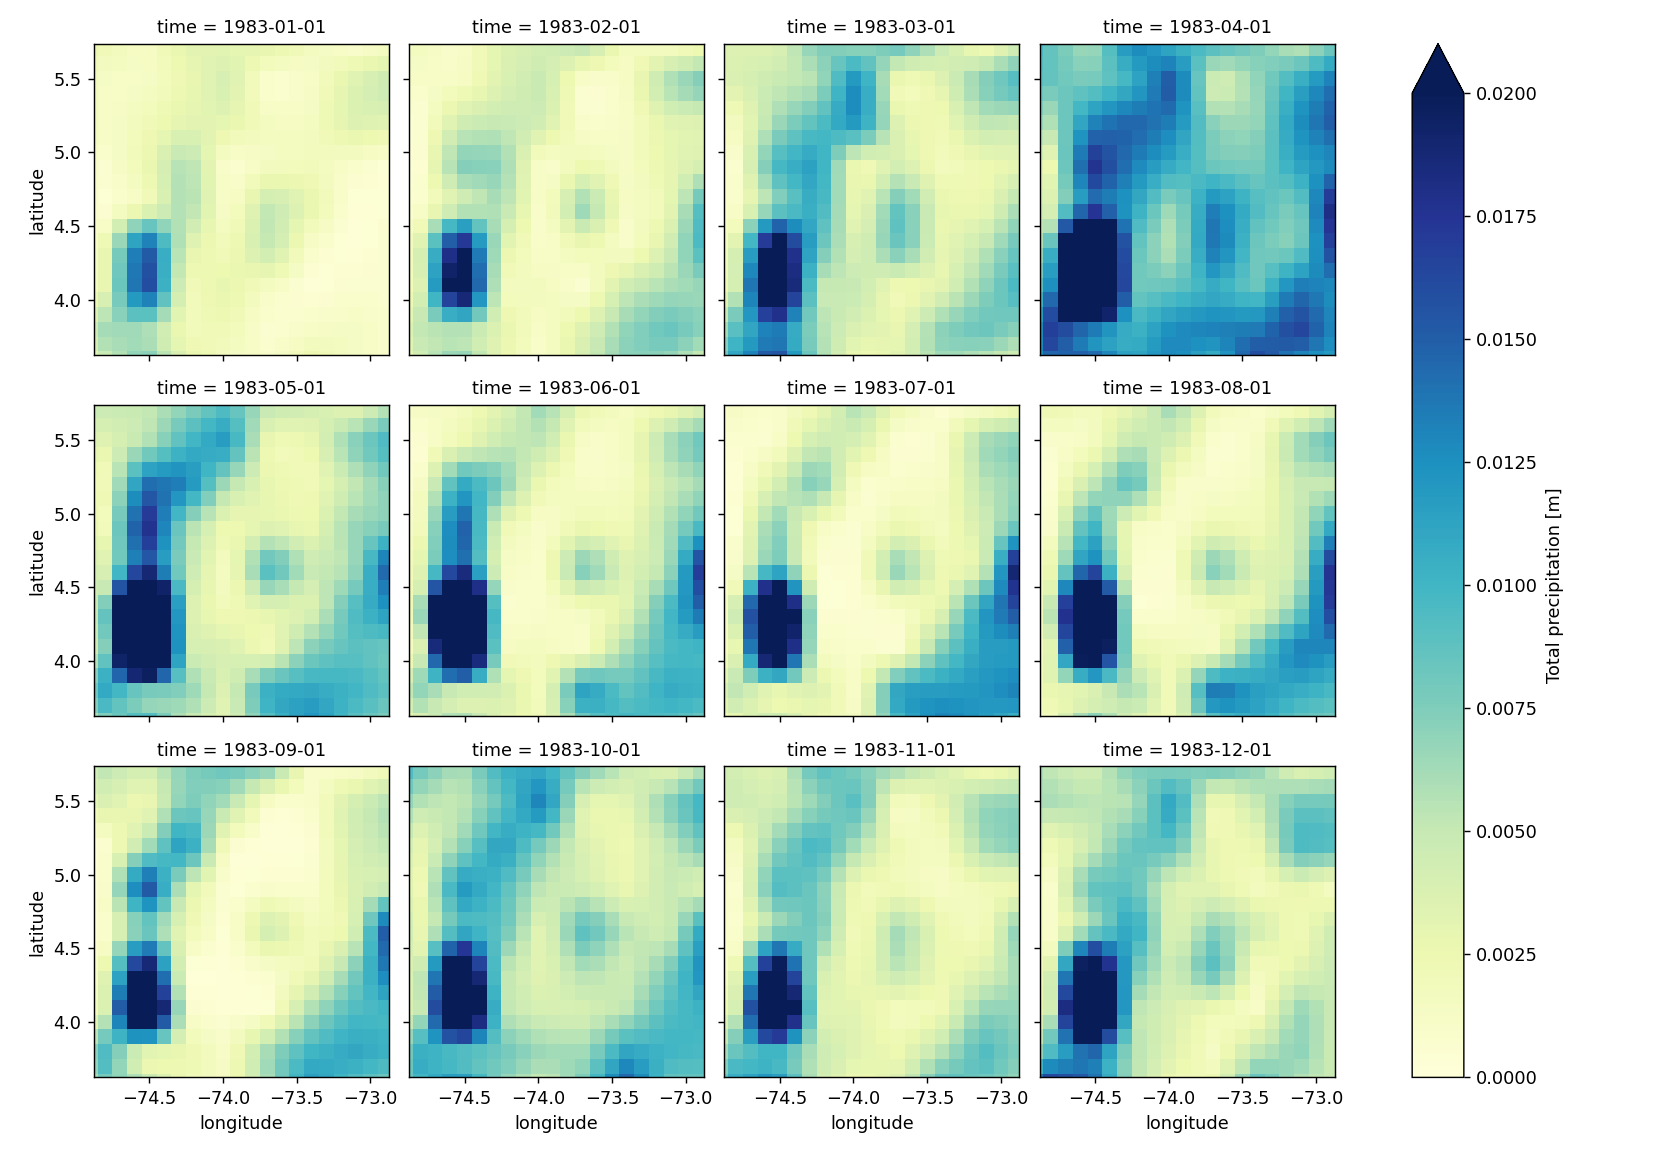 time = 1983-01-01
time = 1983-02-01
time = 1983-03-01
time = 1983-04-01
5.5
5.0
4.5
4.0
latitude
time = 1983-05-01
time = 1983-06-01
time = 1983-07-01
time = 1983-08-01
5.5
5.0
4.5
4.0
latitude
time = 1983-09-01
time = 1983-10-01
time = 1983-11-01
time = 1983-12-01
5.5
5.0
4.5
4.0
latitude
−74.5 −74.0 −73.5 −73.0
longitude
−74.5 −74.0 −73.5 −73.0
longitude
−74.5 −74.0 −73.5 −73.0
longitude
−74.5 −74.0 −73.5 −73.0
longitude
0.0200
0.0175
0.0150
0.0125
0.0100
0.0075
0.0050
0.0025
0.0000
Total precipitation [m]